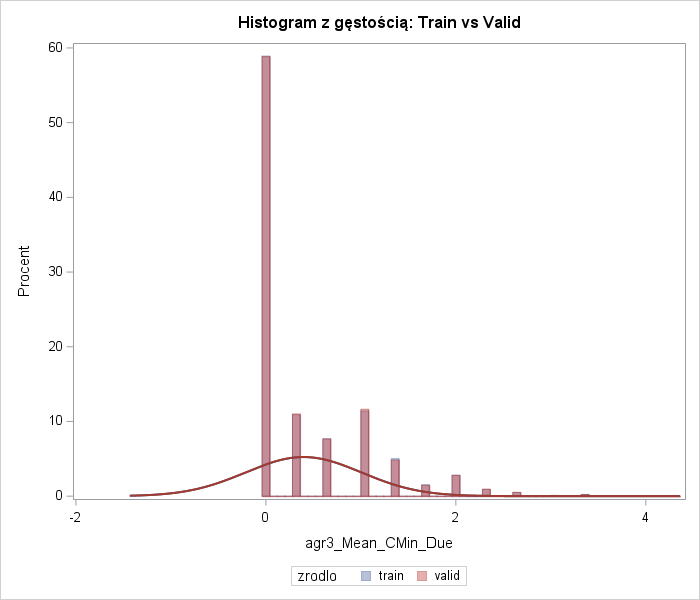 Histogram z gęstością: Train vs Valid
60
50
40
30
20
10
0
Procent
-2 0 2 4
agr3_Mean_CMin_Due
zrodlo train valid